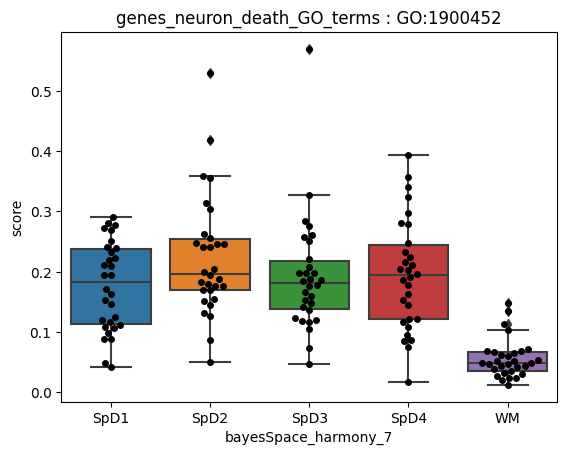 genes_neuron_death_GO_terms : GO:1900452
score
0.5
0.4
0.3
0.2
0.1
0.0
SpD1 SpD2 SpD3 SpD4 WM
bayesSpace_harmony_7